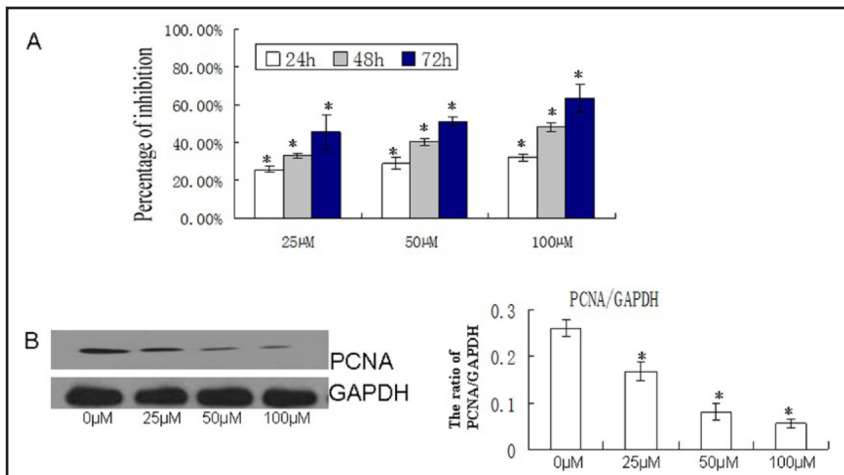 A
Percentage of inhibition
100.00%
80.00%
60.00%
40.00%
20.00%
0.00%
24h 48h 72h
* * *
* * *
* * *
25μM 50μM 100μM
B
PCNA
GAPDH
0μM 25μM 50μM 100μM
PCNA/GAPDH
The ratio of
PCNA/GAPDH
0.3
0.2
0.1
0
* * *
0μM 25μM 50μM 100μM